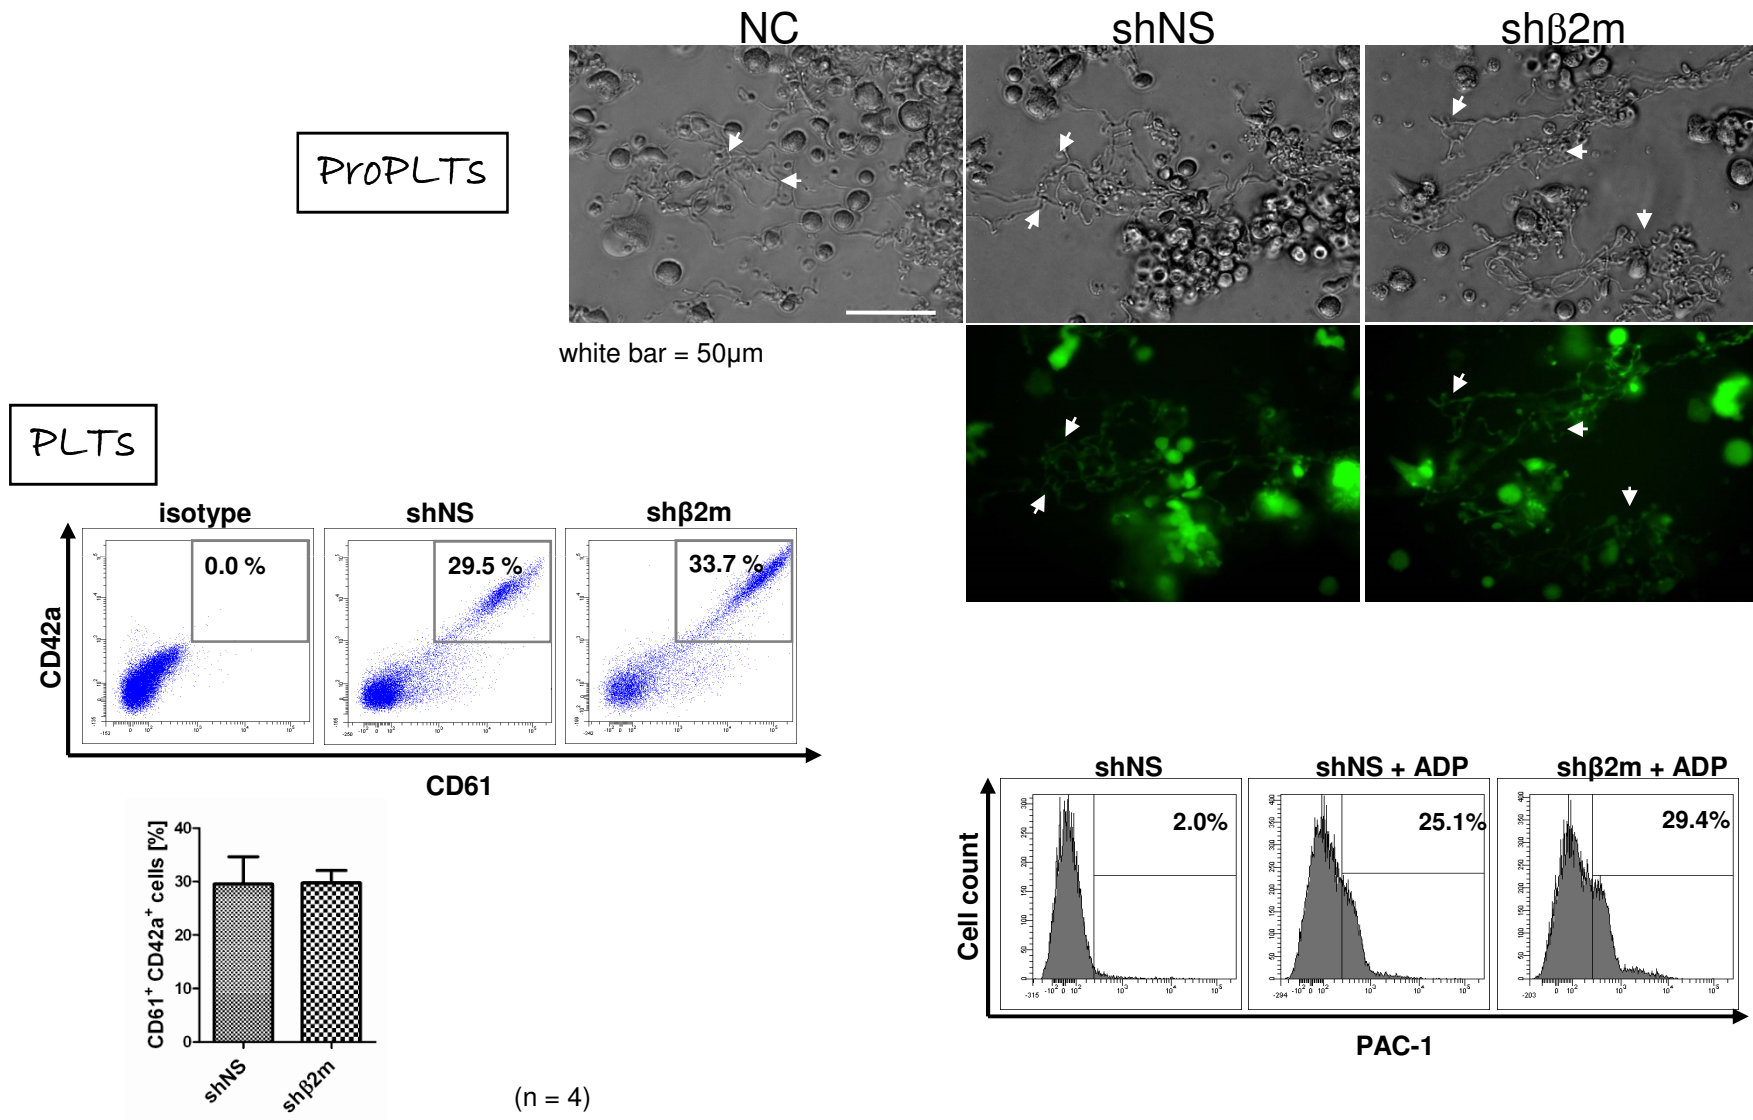 NC shNS shβ2m
ProPLTs
white bar = 50µm
PLTs
isotype shNS shβ2m
0.0 % 29.5 % 33.7 %
CD42a
CD61
40
30
20
10
0
CD61⁺ CD42a⁺ cells [%]
shNS shβ2m
(n = 4)
shNS shNS + ADP shβ2m + ADP
2.0% 25.1% 29.4%
Cell count
PAC-1